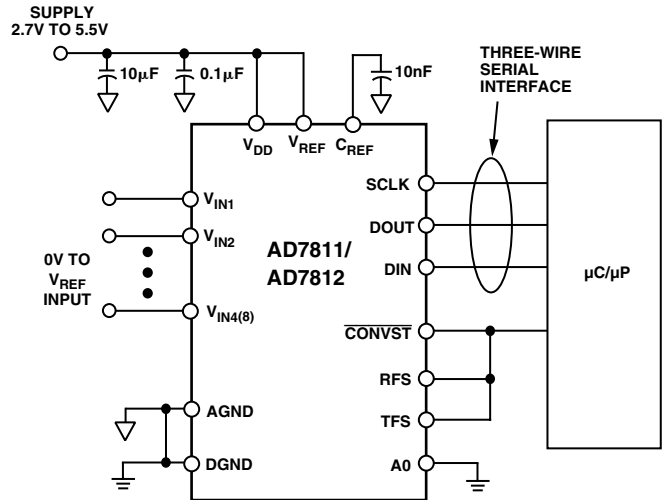 SUPPLY
2.7V TO 5.5V
10µF
0.1µF
10nF
THREE-WIRE
SERIAL
INTERFACE
VDD
VREF
CREF
SCLK
VIN1
DOUT
VIN2
AD7811/
AD7812
DIN
0V TO
VREF
INPUT
µC/µP
VIN4(8)
CONVST
RFS
AGND
TFS
DGND
A0